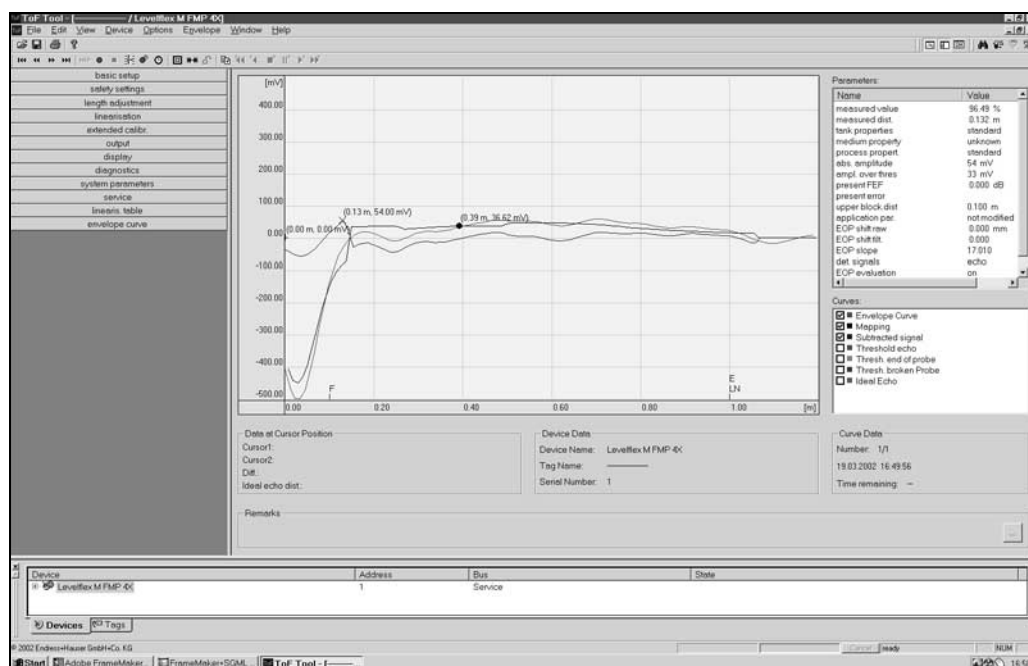 ToF Tool - [ / Levelflex M FMP 4X]
File Edit View Device Options Envelope Window Help
basic setup
safety settings
length adjustment
linearisation
extended calibr.
output
display
diagnostics
system parameters
service
linearis. table
envelope curve
[mV]
400.00
300.00
200.00
100.00
0.00
-100.00
-200.00
-300.00
-400.00
-500.00
(0.13 m, 54.00 mV)
(0.39 m, 36.62 mV)
(0.00 m, 0.00 mV)
F
E
LN
0.00 0.20 0.40 0.60 0.80 1.00 [m]
Parameters:
Name Value
measured value 96.49 %
measured dist. 0.132 m
tank properties standard
medium property unknown
process propert. standard
abs. amplitude 54 mV
ampl. over thres 33 mV
present FEF 0.000 dB
present error
upper block.dist 0.100 m
application par. not modified
EOP shift raw 0.000 mm
EOP shift filt. 0.000
EOP slope 17.010
det. signals echo
EOP evaluation on
Curves:
Envelope Curve
Mapping
Subtracted signal
Threshold echo
Thresh. end of probe
Thresh. broken Probe
Ideal Echo
Data at Cursor Position
Cursor1:
Cursor2:
Diff.:
Ideal echo dist.:
Device Data
Device Name: Levelflex M FMP 4X
Tag Name:
Serial Number: 1
Curve Data
Number: 1/1
19.03.2002 16:49:56
Time remaining: --
Remarks
Device Address Bus State
Levelflex M FMP 4X 1 Service
Devices Tags
© 2002 Endress+Hauser GmbH+Co. KG
Cancel ready NUM
Start Adobe FrameMaker... FrameMaker+SGML... ToF Tool - [